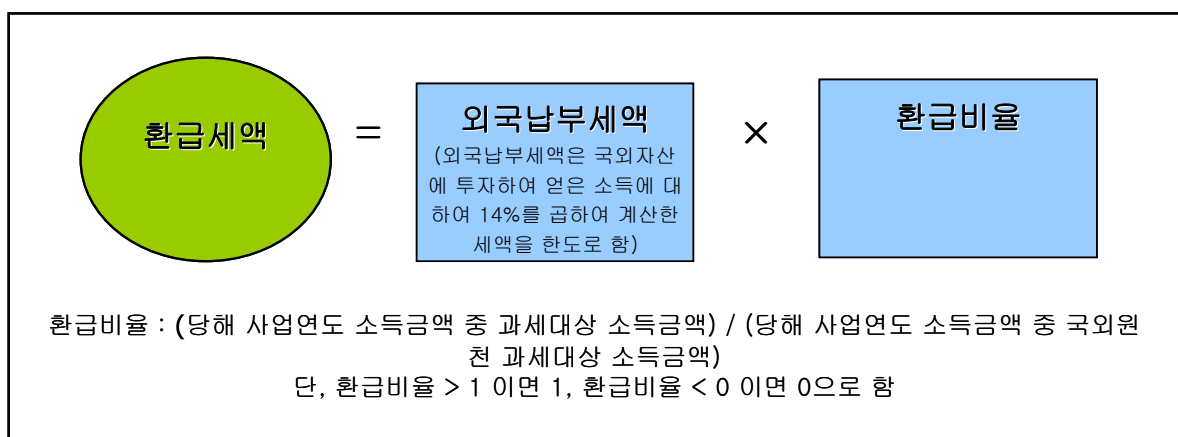 환급세액
=
외국납부세액
(외국납부세액은 국외자산
에 투자하여 얻은 소득에 대
하여 14%를 곱하여 계산한
세액을 한도로 함)
×
환급비율
환급비율 : (당해 사업연도 소득금액 중 과세대상 소득금액) / (당해 사업연도 소득금액 중 국외원
천 과세대상 소득금액)
단, 환급비율 > 1 이면 1, 환급비율 < 0 이면 0으로 함